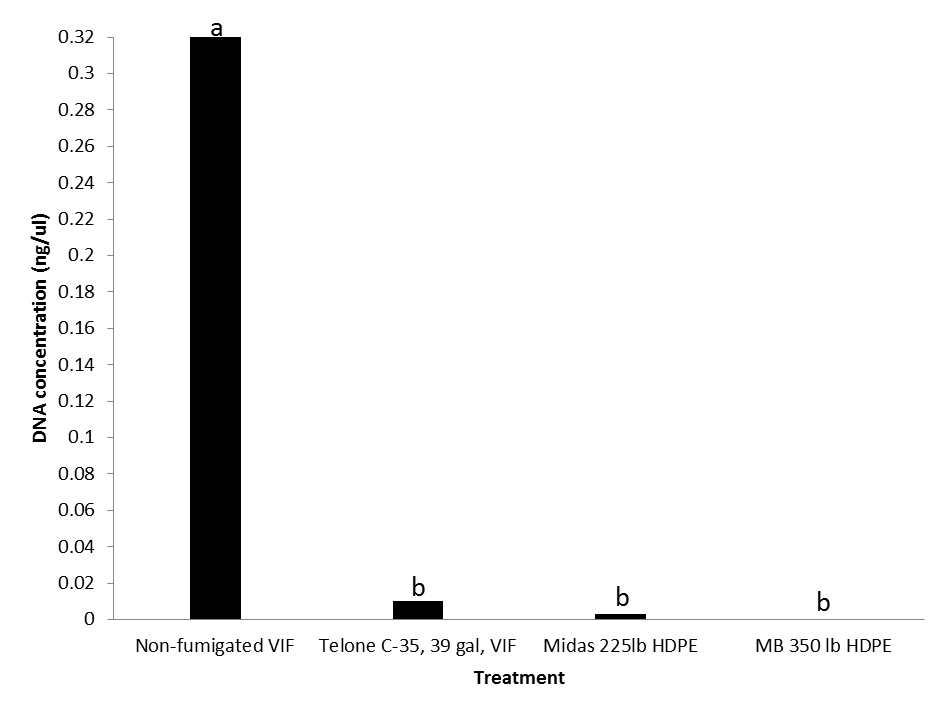 a
0.32
0.3
0.28
0.26
0.24
0.22
0.2
0.18
0.16
0.14
0.12
0.1
0.08
0.06
0.04
0.02
0
DNA concentration (ng/ul)
b
b
b
Non-fumigated VIF
Telone C-35, 39 gal, VIF
Midas 225lb HDPE
MB 350 lb HDPE
Treatment